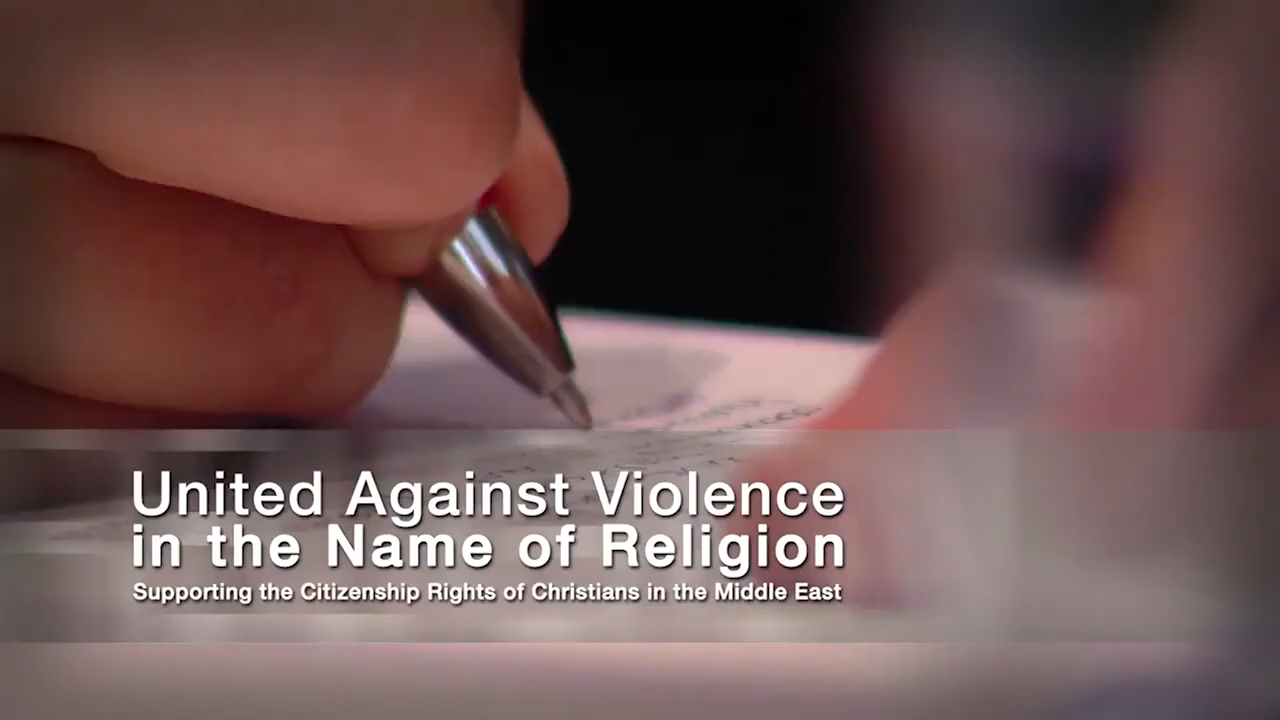 United Against Violence
in the Name of Religion
Supporting the Citizenship Rights of Christians in the Middle East